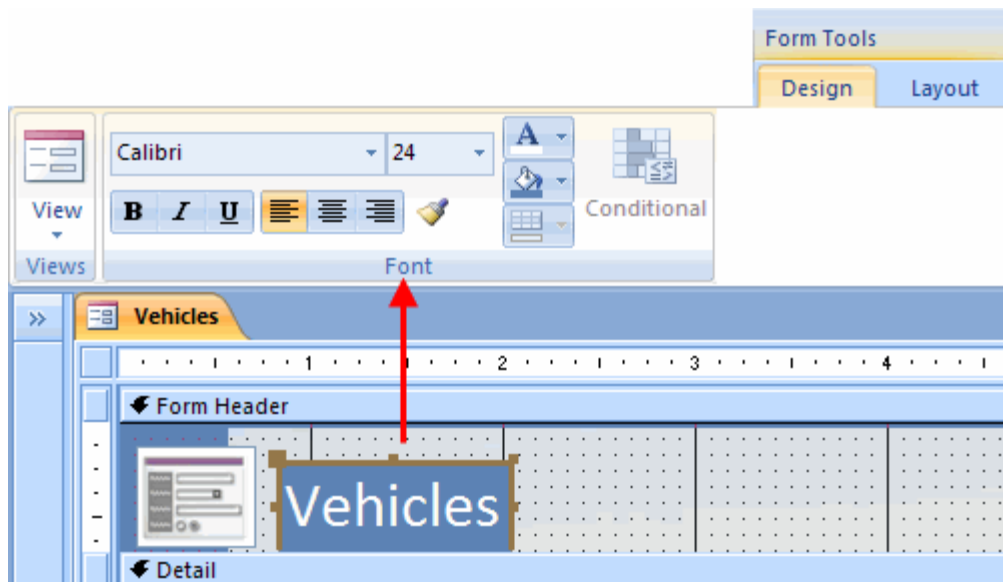 Form Tools
Design Layout
Calibri 24 A
View B I U Conditional
Views Font
Vehicles
1 2 3 4
Form Header
Vehicles
Detail